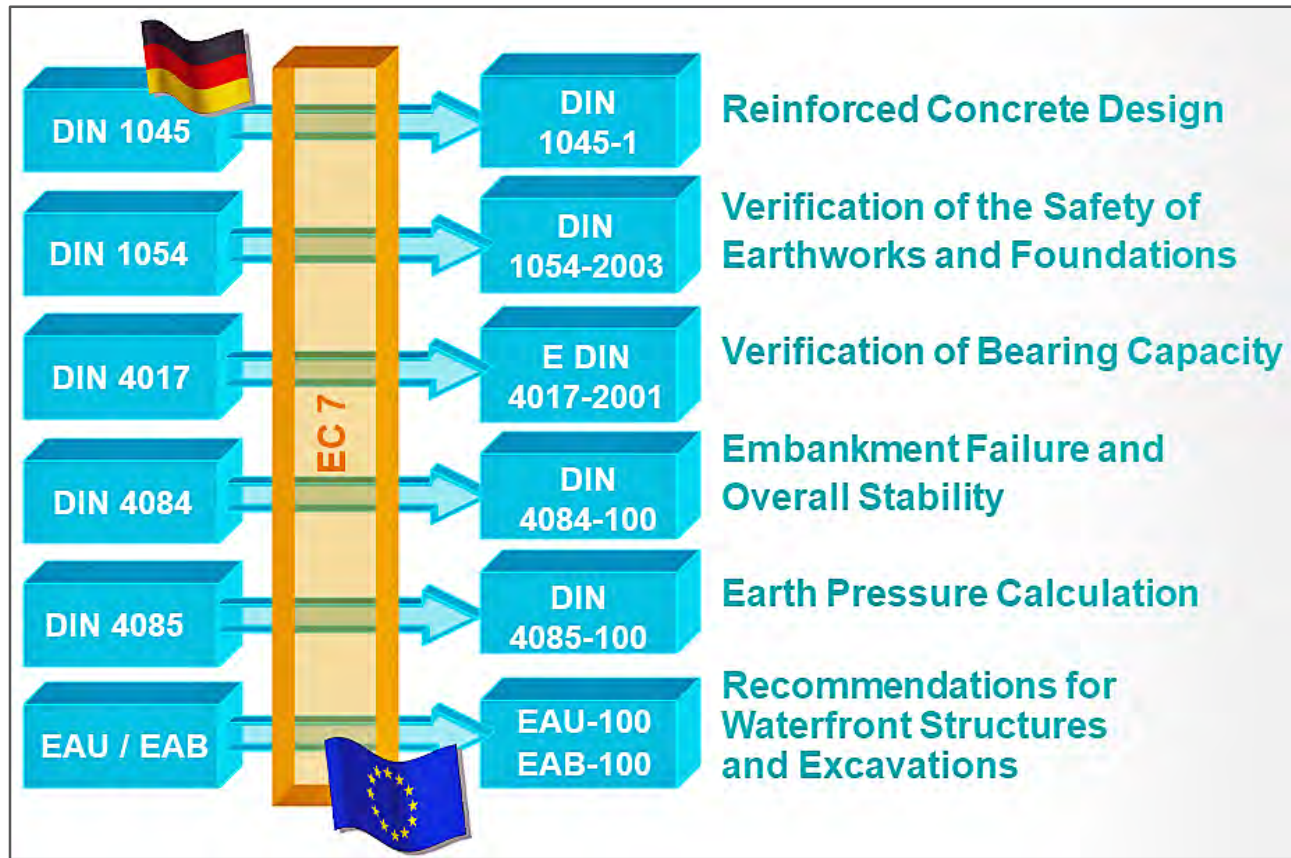 DIN 1045
DIN
1045-1
Reinforced Concrete Design
DIN 1054
DIN
1054-2003
Verification of the Safety of
Earthworks and Foundations
DIN 4017
E DIN
4017-2001
Verification of Bearing Capacity
EC 7
DIN 4084
DIN
4084-100
Embankment Failure and
Overall Stability
DIN 4085
DIN
4085-100
Earth Pressure Calculation
EAU / EAB
EAU-100
EAB-100
Recommendations for
Waterfront Structures
and Excavations